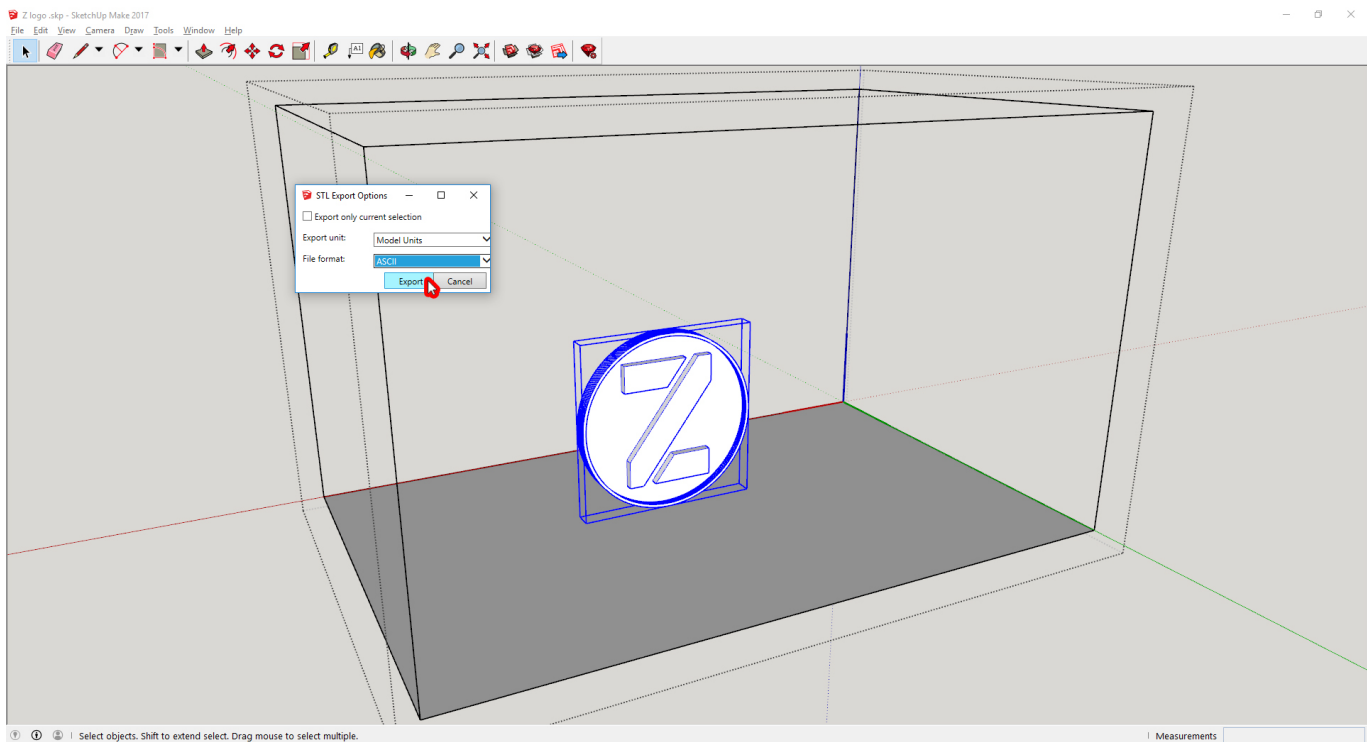 Z logo .skp - SketchUp Make 2017
File Edit View Camera Draw Tools Window Help
A1
STL Export Options
Export only current selection
Export unit: Model Units
File format: ASCII
Export Cancel
Z
Select objects. Shift to extend select. Drag mouse to select multiple. Measurements